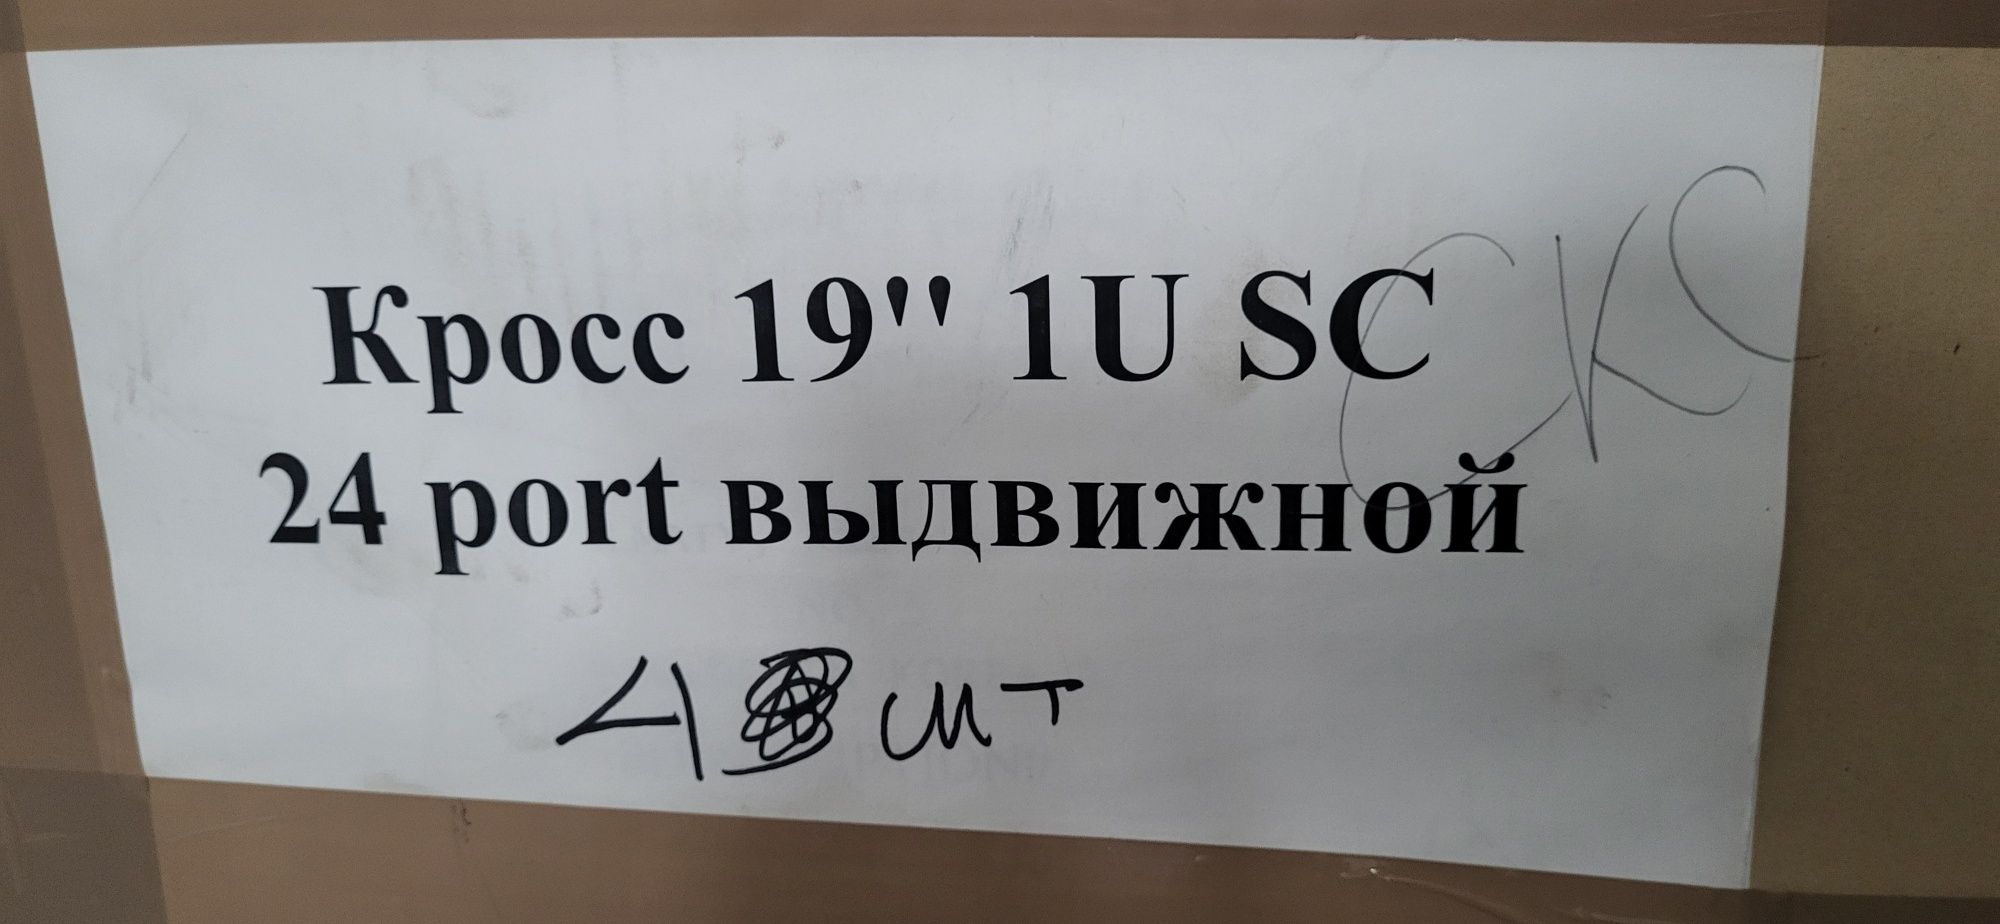 Кросс 19" 1U SC
СКС
24 port выдвижной
4 шт